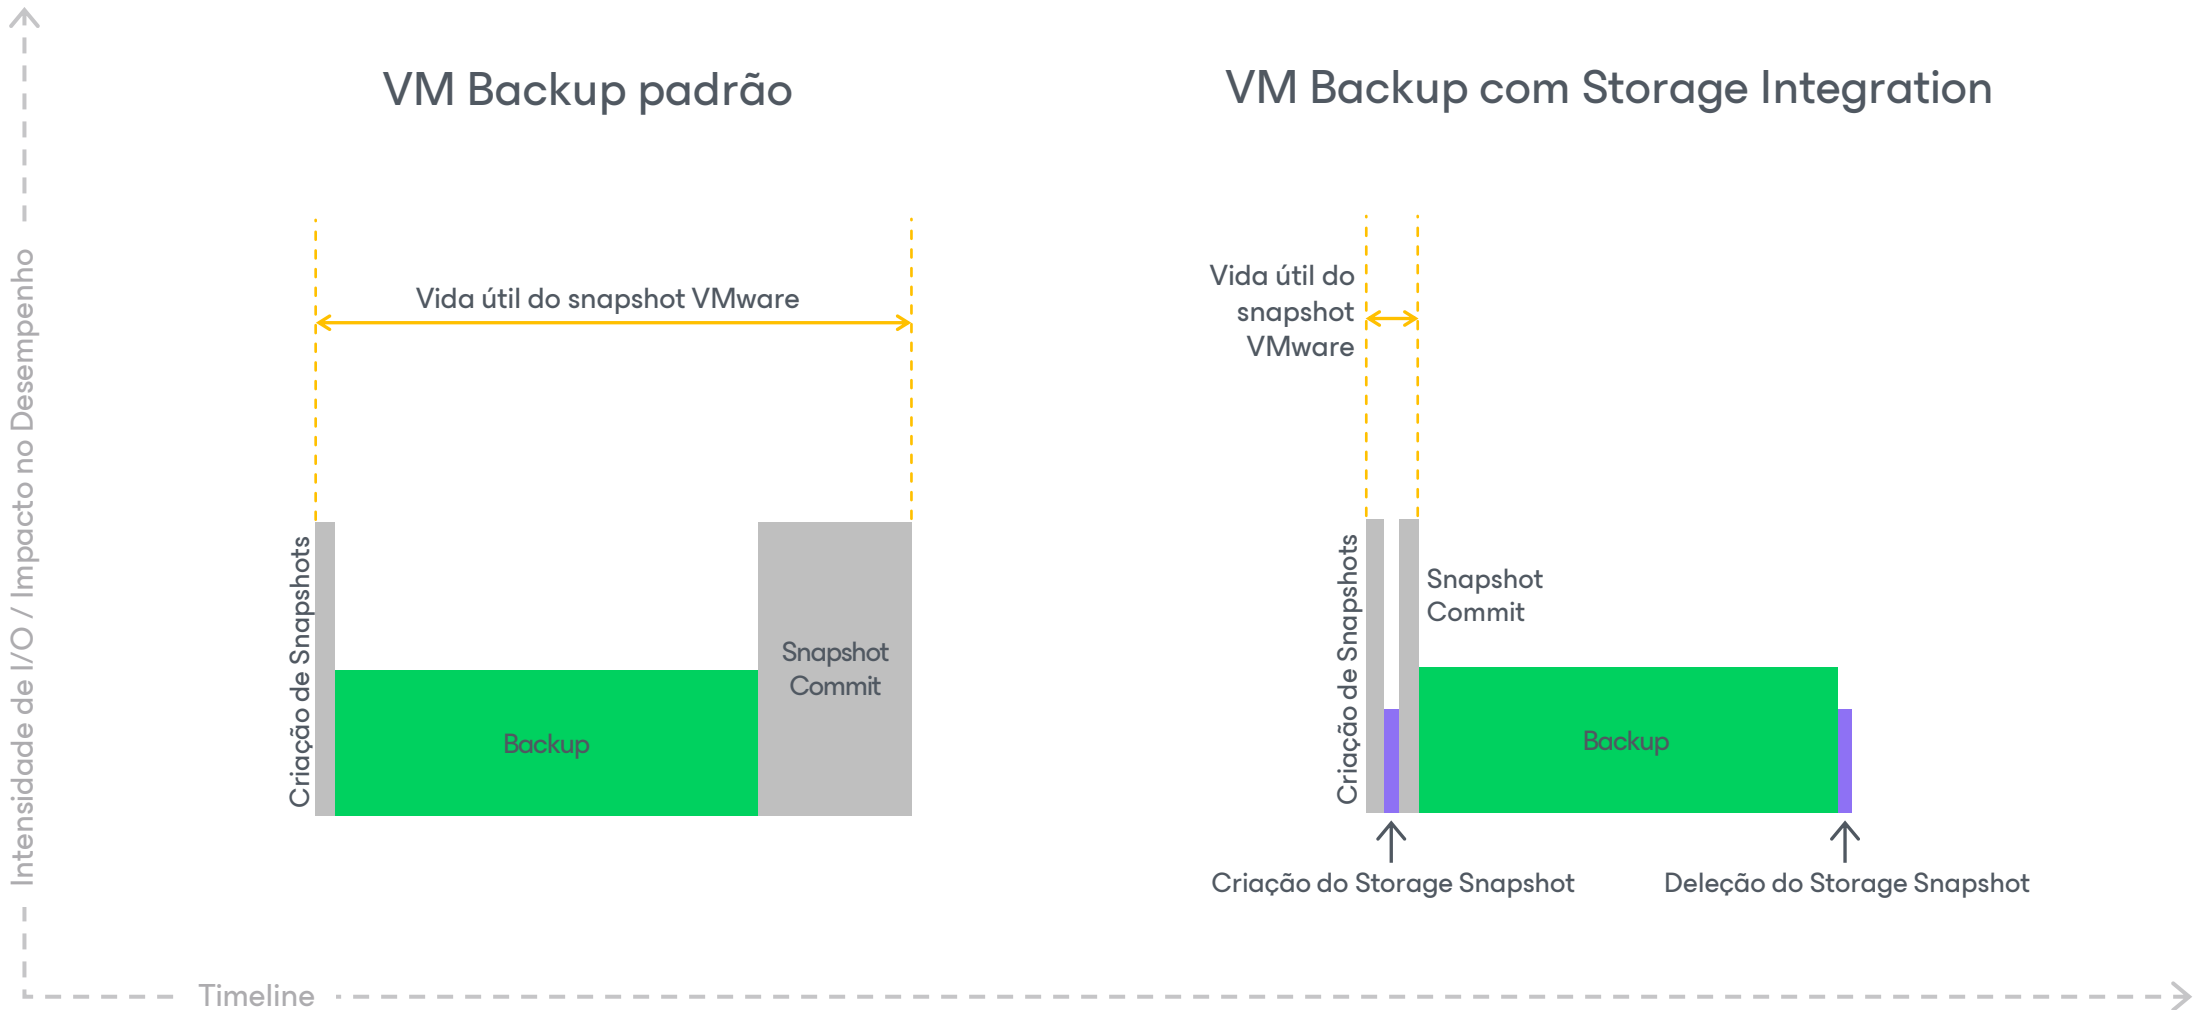 VM Backup padrão
VM Backup com Storage Integration
Intensidade de I/O / Impacto no Desempenho
Vida útil do snapshot VMware
Criação de Snapshots
Backup
Snapshot
Commit
Vida útil do
snapshot
VMware
Criação de Snapshots
Snapshot
Commit
Backup
Criação do Storage Snapshot
Deleção do Storage Snapshot
Timeline